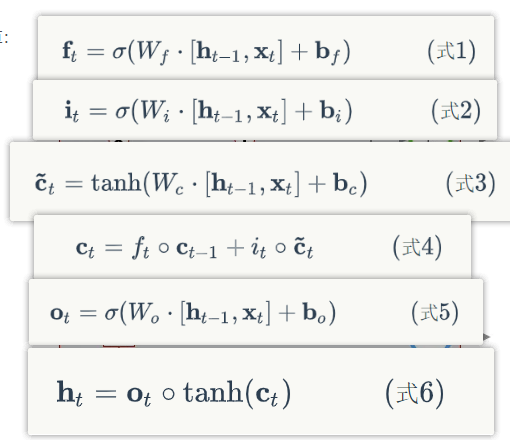 :
f_t = σ(W_f · [h_{t−1}, x_t] + b_f) (式1)
i_t = σ(W_i · [h_{t−1}, x_t] + b_i) (式2)
c̃_t = tanh(W_c · [h_{t−1}, x_t] + b_c) (式3)
c_t = f_t ∘ c_{t−1} + i_t ∘ c̃_t (式4)
o_t = σ(W_o · [h_{t−1}, x_t] + b_o) (式5)
h_t = o_t ∘ tanh(c_t) (式6)